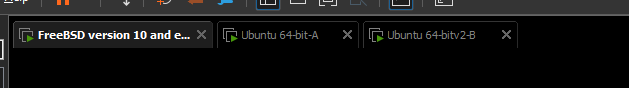 FreeBSD version 10 and e...
Ubuntu 64-bit-A
Ubuntu 64-bitv2-B